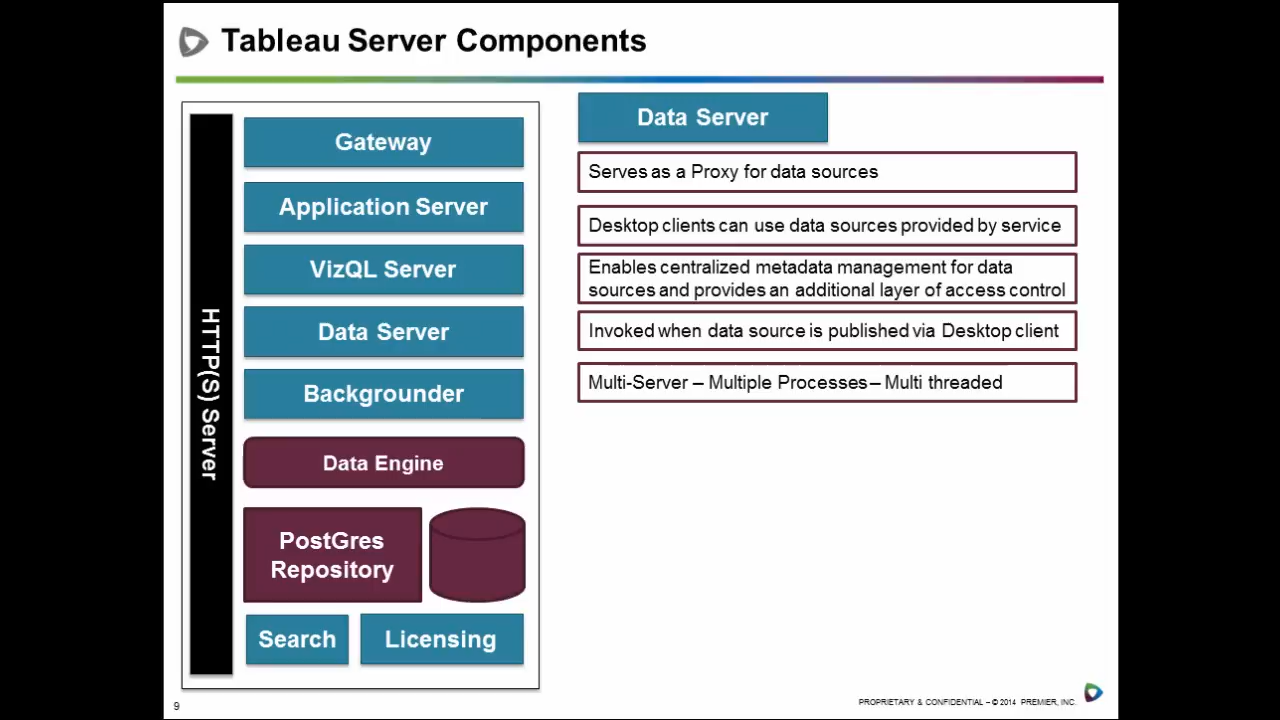 Tableau Server Components
HTTP(S) Server
Gateway
Application Server
VizQL Server
Data Server
Backgrounder
Data Engine
PostGres
Repository
Search
Licensing
Data Server
Serves as a Proxy for data sources
Desktop clients can use data sources provided by service
Enables centralized metadata management for data
sources and provides an additional layer of access control
Invoked when data source is published via Desktop client
Multi-Server – Multiple Processes– Multi threaded
9
PROPRIETARY & CONFIDENTIAL – © 2014 PREMIER, INC.